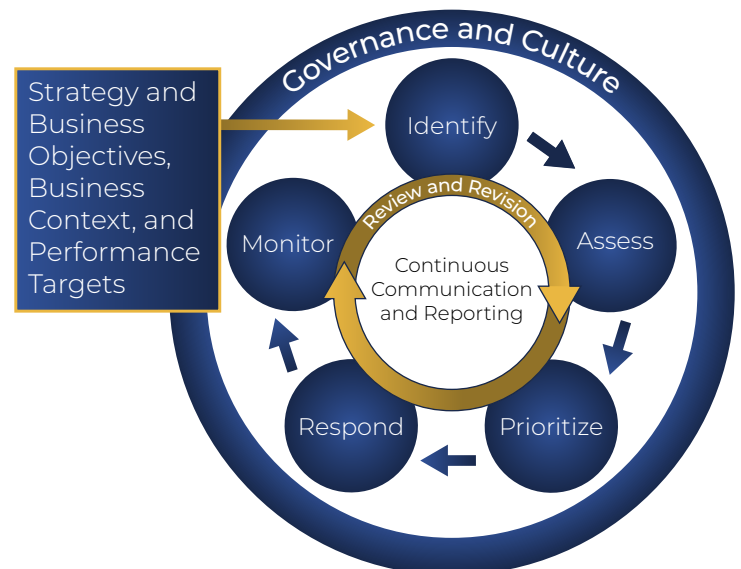 Governance and Culture
Strategy and
Business
Objectives,
Business
Context, and
Performance
Targets
Identify
Assess
Prioritize
Respond
Monitor
Review and Revision
Continuous
Communication
and Reporting